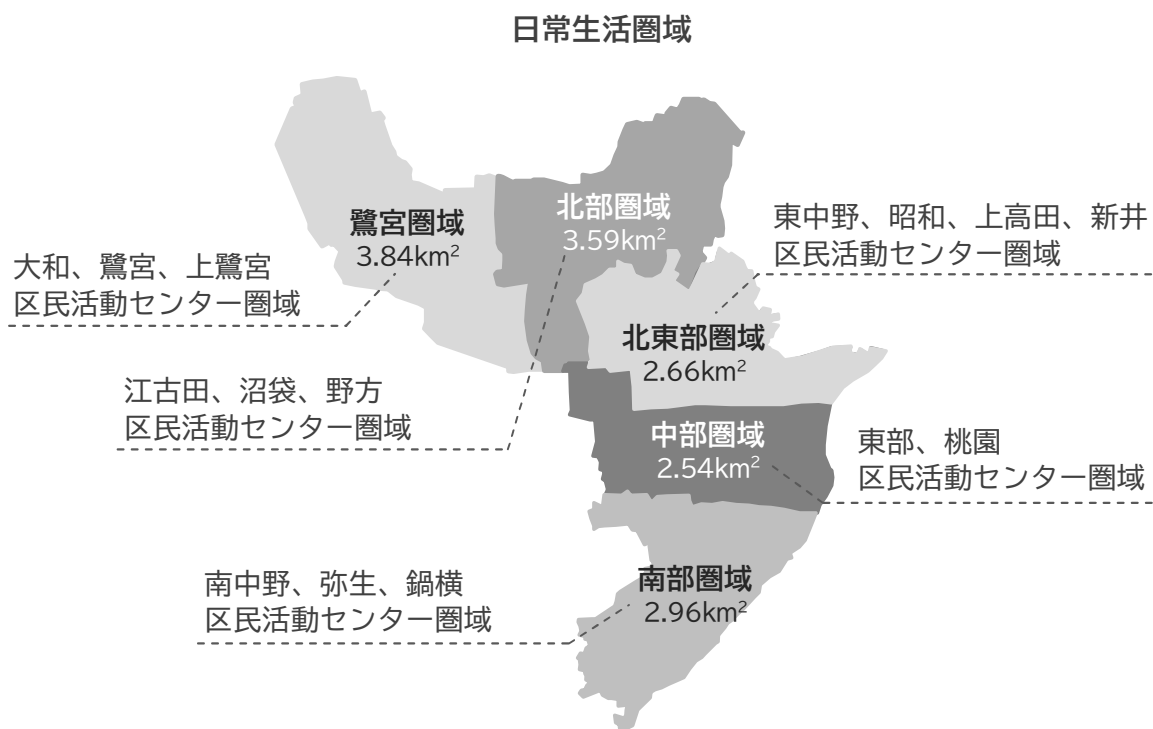 日常生活圏域
北部圏域
3.59km²
鷺宮圏域
3.84km²
東中野、昭和、上高田、新井
区民活動センター圏域
大和、鷺宮、上鷺宮
区民活動センター圏域
北東部圏域
2.66km²
江古田、沼袋、野方
区民活動センター圏域
中部圏域
2.54km²
東部、桃園
区民活動センター圏域
南中野、弥生、鍋横
区民活動センター圏域
南部圏域
2.96km²